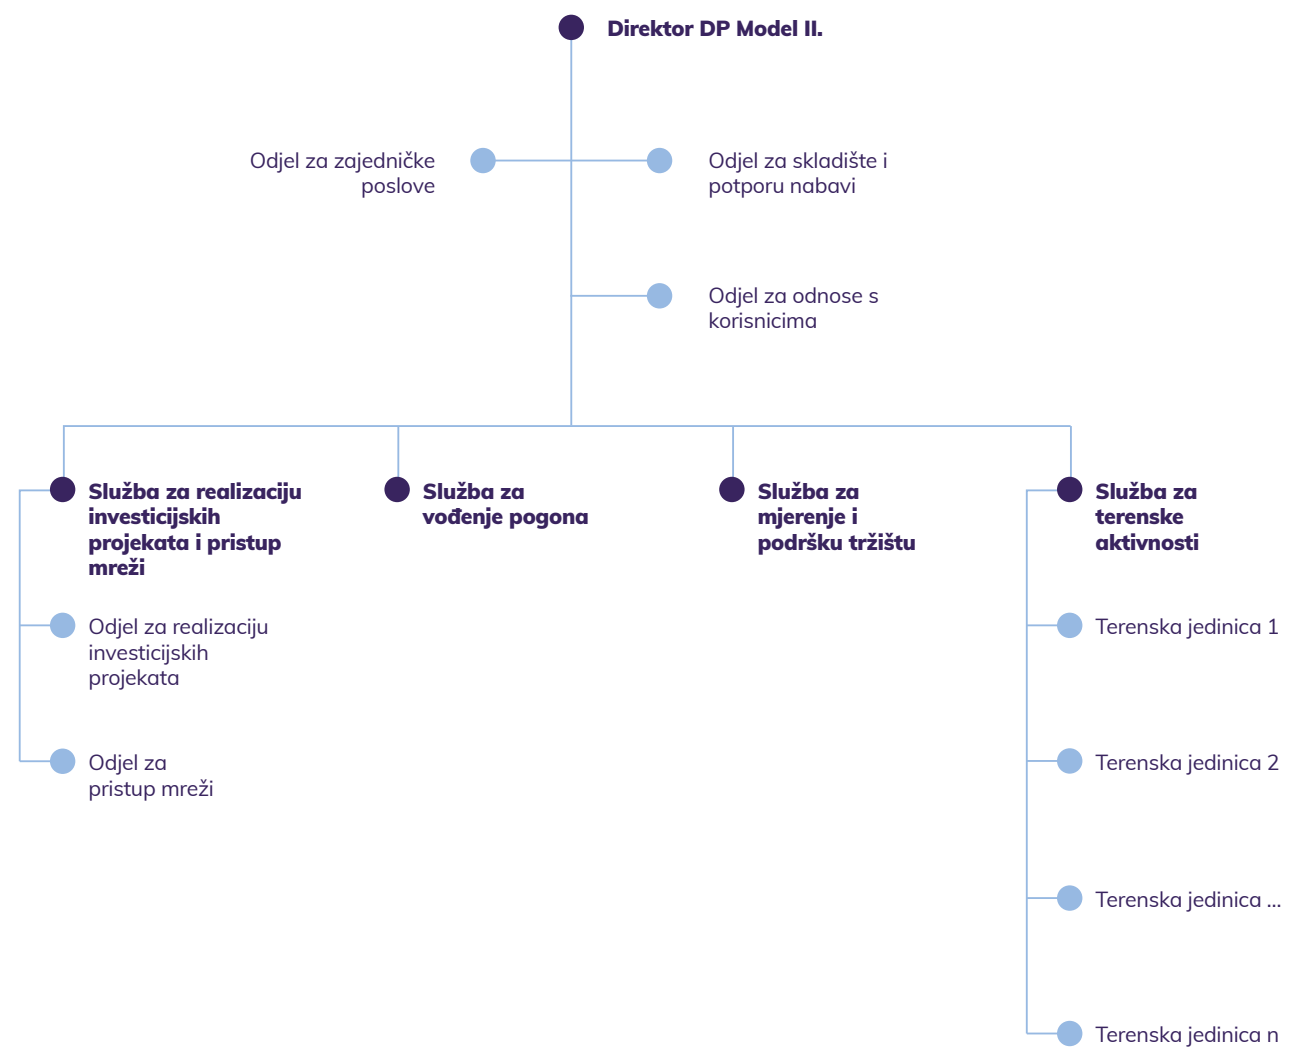 Direktor DP Model II.
Odjel za zajedničke
poslove
Odjel za skladište i
potporu nabavi
Odjel za odnose s
korisnicima
Služba za realizaciju
investicijskih
projekata i pristup
mreži
Odjel za realizaciju
investicijskih
projekata
Odjel za
pristup mreži
Služba za
vođenje pogona
Služba za
mjerenje i
podršku tržištu
Služba za
terenske
aktivnosti
Terenska jedinica 1
Terenska jedinica 2
Terenska jedinica ...
Terenska jedinica n